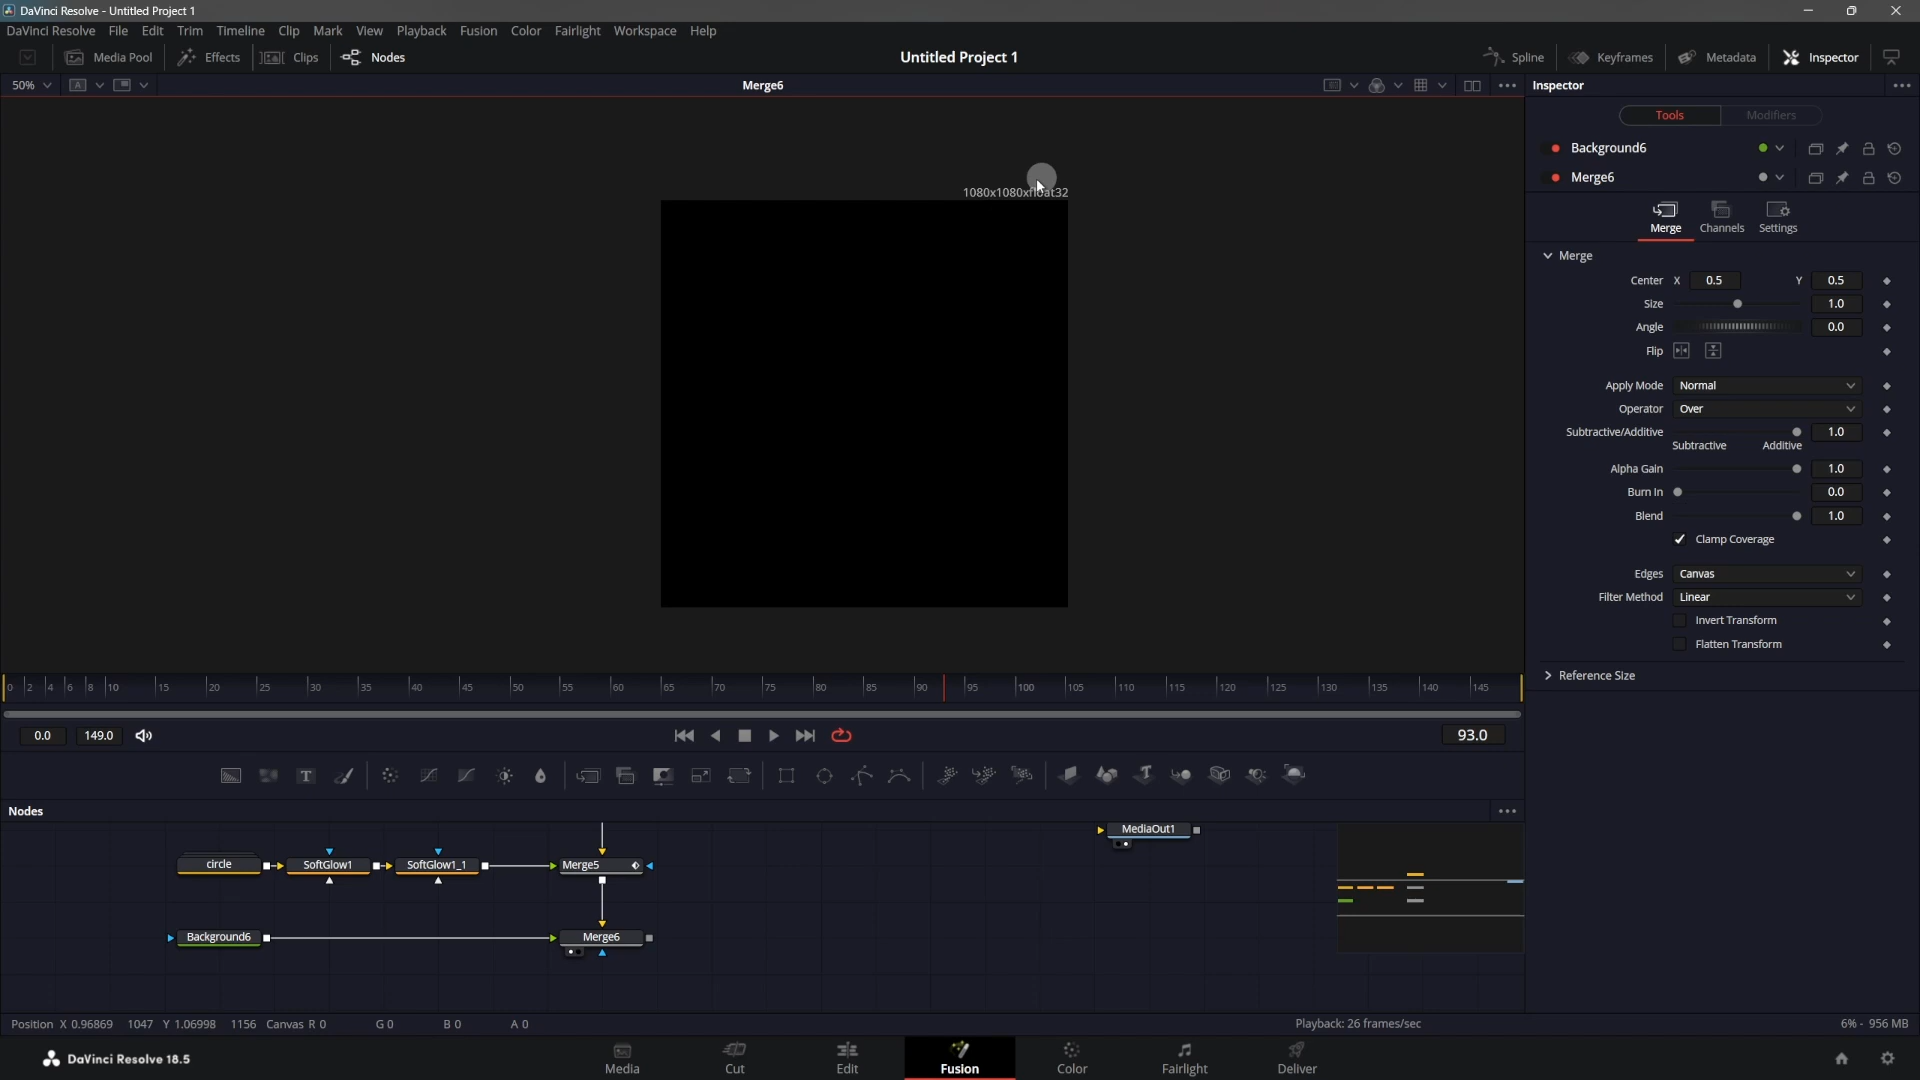 DaVinci Resolve - Untitled Project 1
DaVinci Resolve File Edit Trim Timeline Clip Mark View Playback Fusion Color Fairlight Workspace Help
Media Pool Effects Clips Nodes Untitled Project 1 Spline Keyframes Metadata Inspector
50% A Merge6 Inspector
Tools Modifiers
Background6
Merge6
1080x1080xfloat32
Merge Channels Settings
Merge
Center X 0.5 Y 0.5
Size 1.0
Angle 0.0
Flip
Apply Mode Normal
Operator Over
Subtractive/Additive 1.0
Subtractive Additive
Alpha Gain 1.0
Burn In 0.0
Blend 1.0
Clamp Coverage
Edges Canvas
Filter Method Linear
Invert Transform
Flatten Transform
Reference Size
0 2 4 6 8 10 15 20 25 30 35 40 45 50 55 60 65 70 75 80 85 90 95 100 105 110 115 120 125 130 135 140 145
0.0 149.0 93.0
T T
Nodes
MediaOut1
circle SoftGlow1 SoftGlow1_1 Merge5
Background6 Merge6
Position X 0.96869 1047 Y 1.06998 1156 Canvas R 0 G 0 B 0 A 0 Playback: 26 frames/sec 6% - 956 MB
DaVinci Resolve 18.5 Media Cut Edit Fusion Color Fairlight Deliver